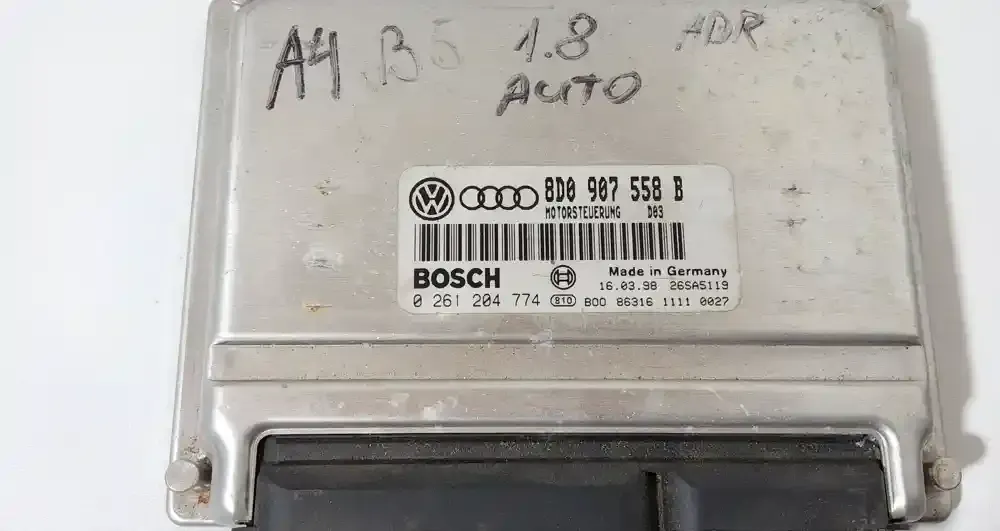 A4 B5 1.8 ADR
AUTO
8D0 907 558 B
MOTORSTEUERUNG D03
BOSCH
Made in Germany
16.03.98 26SA5119
0 261 204 774 810 B00 86316 1111 0027